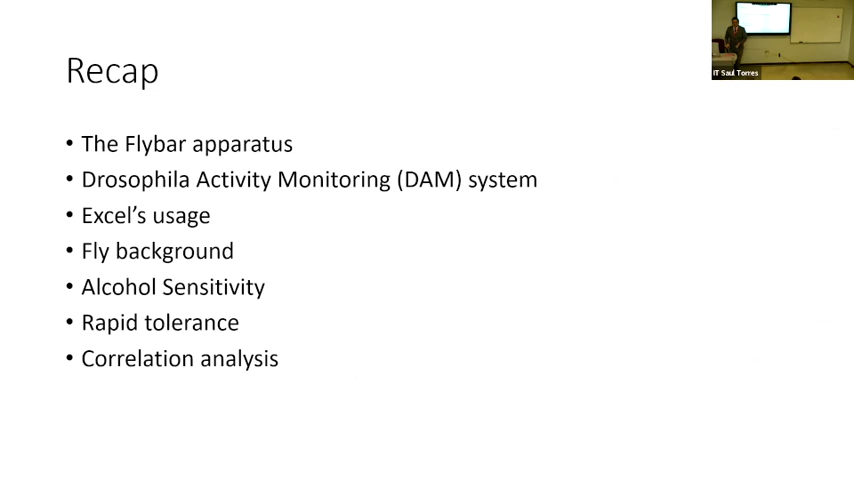 Recap
• The Flybar apparatus
• Drosophila Activity Monitoring (DAM) system
• Excel’s usage
• Fly background
• Alcohol Sensitivity
• Rapid tolerance
• Correlation analysis
IT Saul Torres